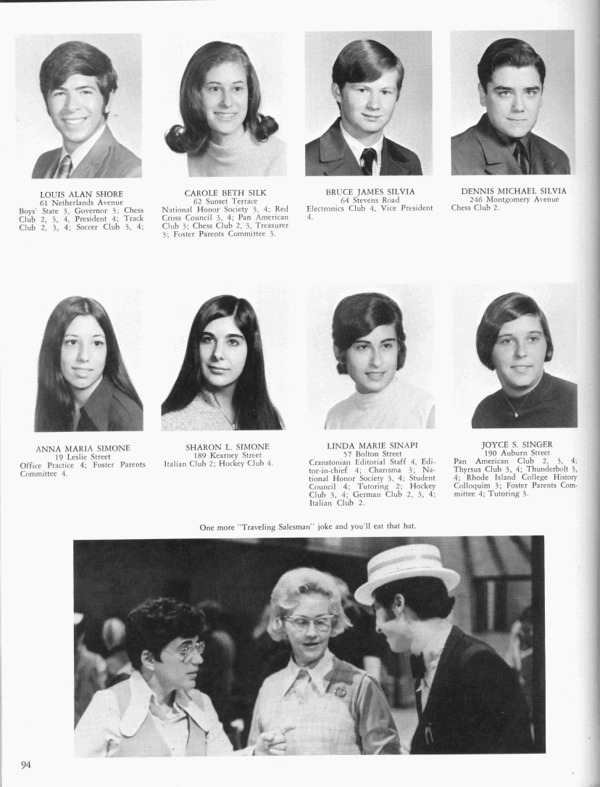 LOUIS ALAN SHORE
61 Netherlands Avenue
Boys' State 3, Governor 3; Chess
Club 2, 3, 4, President 4; Track
Club 2, 3, 4; Soccer Club 3, 4;
CAROLE BETH SILK
62 Sunset Terrace
National Honor Society 3, 4; Red
Cross Council 3, 4; Pan American
Club 3; Chess Club 2, 3, Treasurer
3; Foster Parents Committee 3.
BRUCE JAMES SILVIA
64 Stevens Road
Electronics Club 4, Vice President
4.
DENNIS MICHAEL SILVIA
246 Montgomery Avenue
Chess Club 2.
ANNA MARIA SIMONE
19 Leslie Street
Office Practice 4; Foster Parents
Committee 4.
SHARON L. SIMONE
189 Kearney Street
Italian Club 2; Hockey Club 4.
LINDA MARIE SINAPI
57 Bolton Street
Cranstonian Editorial Staff 4, Edi-
tor-in-chief 4; Charisma 3; Na-
tional Honor Society 3, 4; Student
Council 4; Tutoring 2; Hockey
Club 3, 4; German Club 2, 3, 4;
Italian Club 2.
JOYCE S. SINGER
190 Auburn Street
Pan American Club 2, 3, 4;
Thyrsus Club 3, 4; Thunderbolt 3,
4; Rhode Island College History
Colloquim 3; Foster Parents Com-
mittee 4; Tutoring 3.
One more "Traveling Salesman" joke and you'll eat that hat.
94